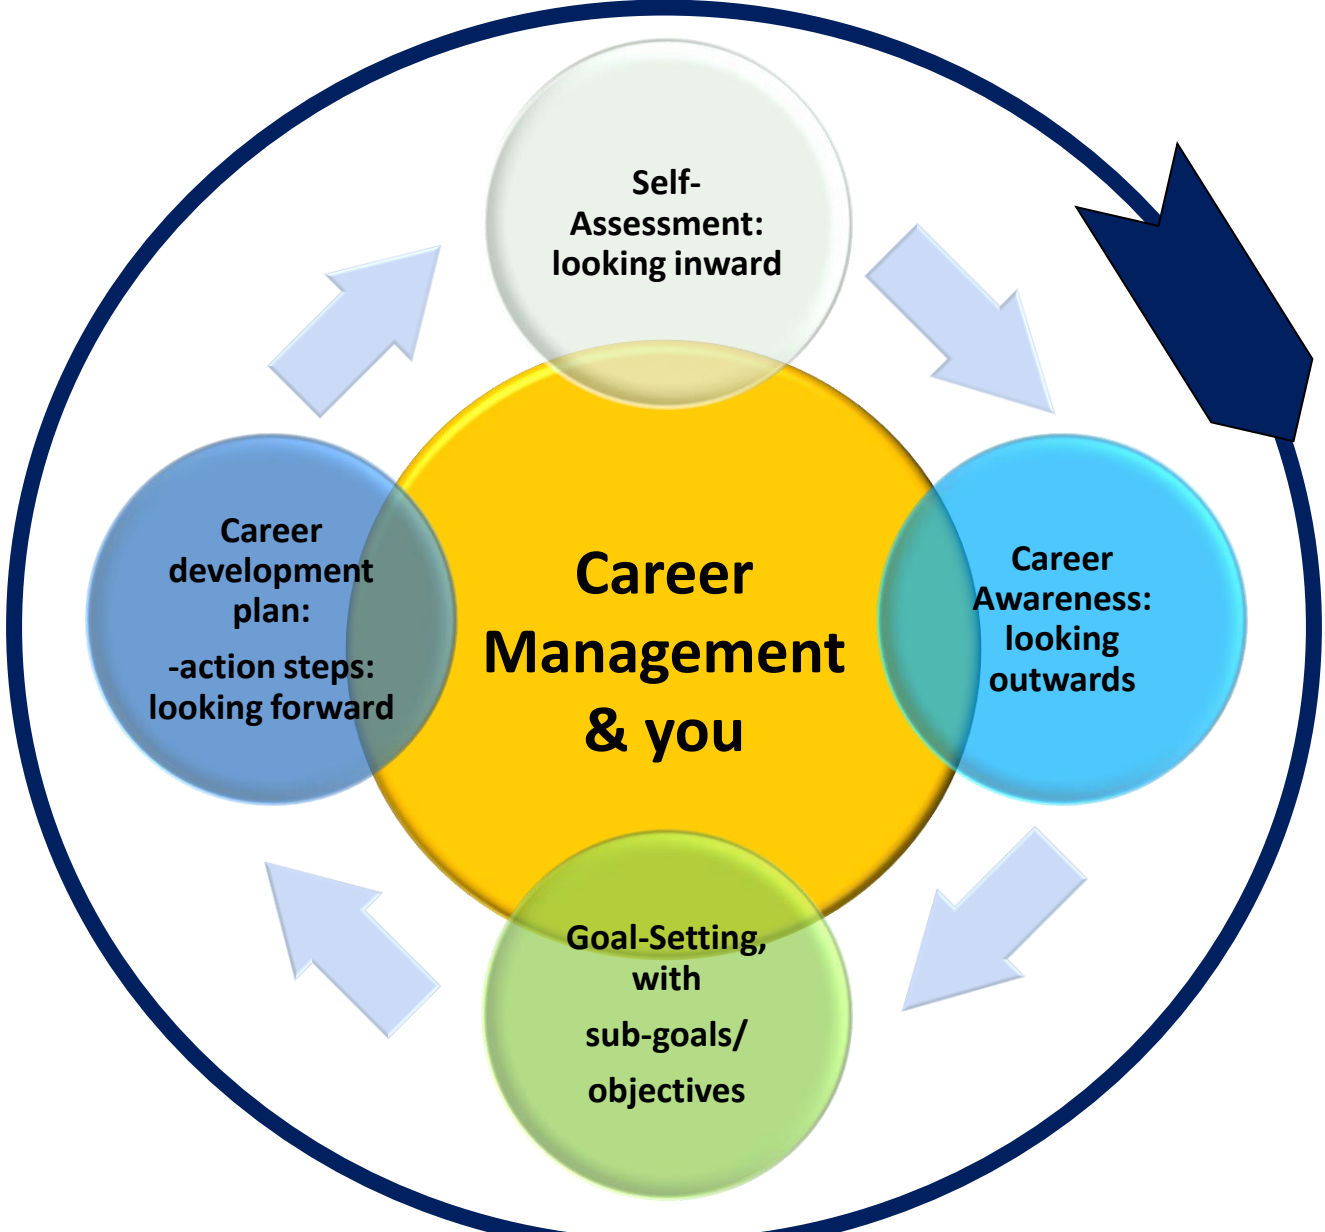 Self-
Assessment:
looking inward
Career
Awareness:
looking
outwards
Goal-Setting,
with
sub-goals/
objectives
Career
development
plan:
-action steps:
looking forward
Career
Management
& you